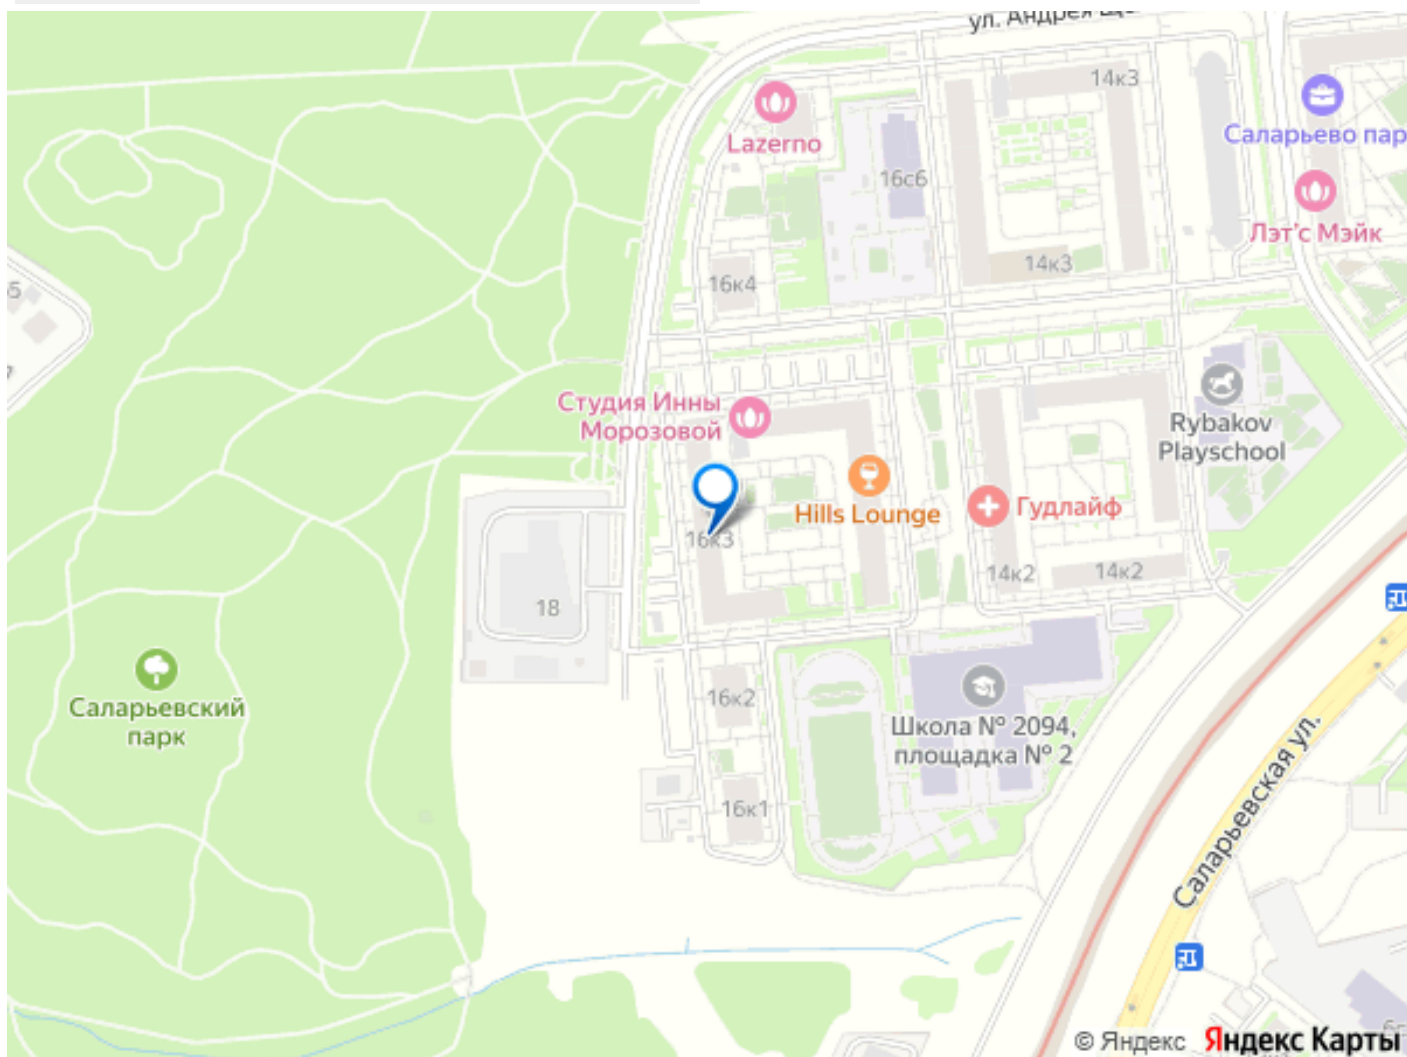 ул. Андрея
14к3
Lazerno
Саларьево пар
16с6
Лэт'с Мэйк
14к3
16к4
Студия Инны
Морозовой
Rybakov
Playschool
Hills Lounge
Гудлайф
16к3
14к2
14к2
18
Саларьевский
парк
16к2
Школа № 2094,
площадка № 2
16к1
Саларьевская ул.
© Яндекс Яндекс Карты